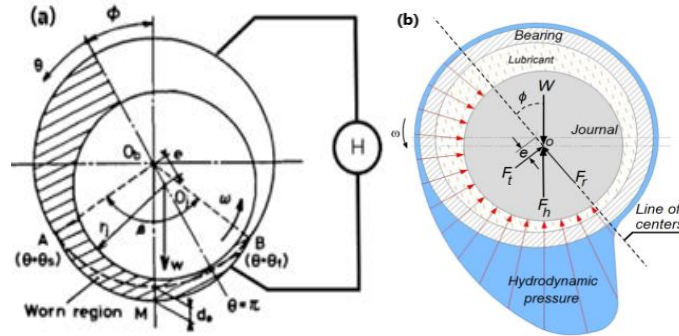 (a)
ϕ
θ
O_b
e
O_j
r_j
β
ω
A
(θ=θ_s)
B
(θ=θ_f)
W
θ=π
Worn region
M
d_o
H
(b)
Bearing
Lubricant
ϕ
W
Journal
ω
o
e
F_t
F_r
F_h
Line of
centers
Hydrodynamic
pressure